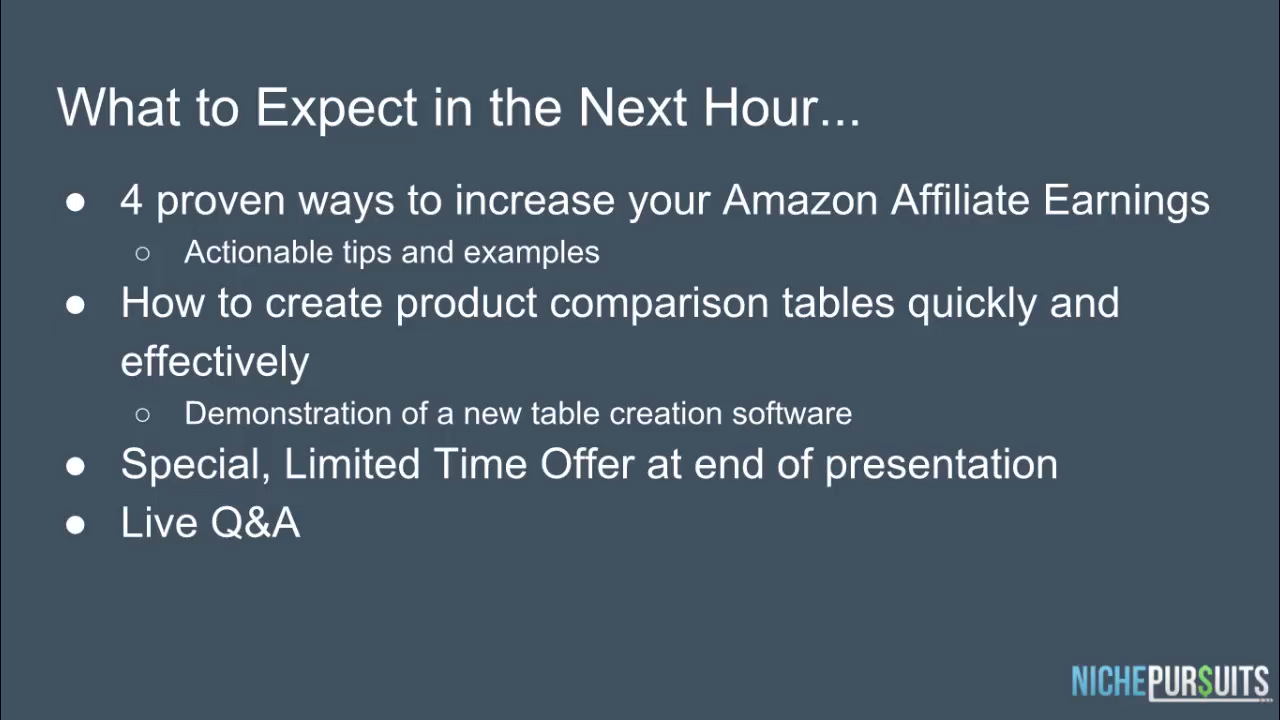 What to Expect in the Next Hour...
● 4 proven ways to increase your Amazon Affiliate Earnings
○ Actionable tips and examples
● How to create product comparison tables quickly and
effectively
○ Demonstration of a new table creation software
● Special, Limited Time Offer at end of presentation
● Live Q&A
NICHEPUR$UITS